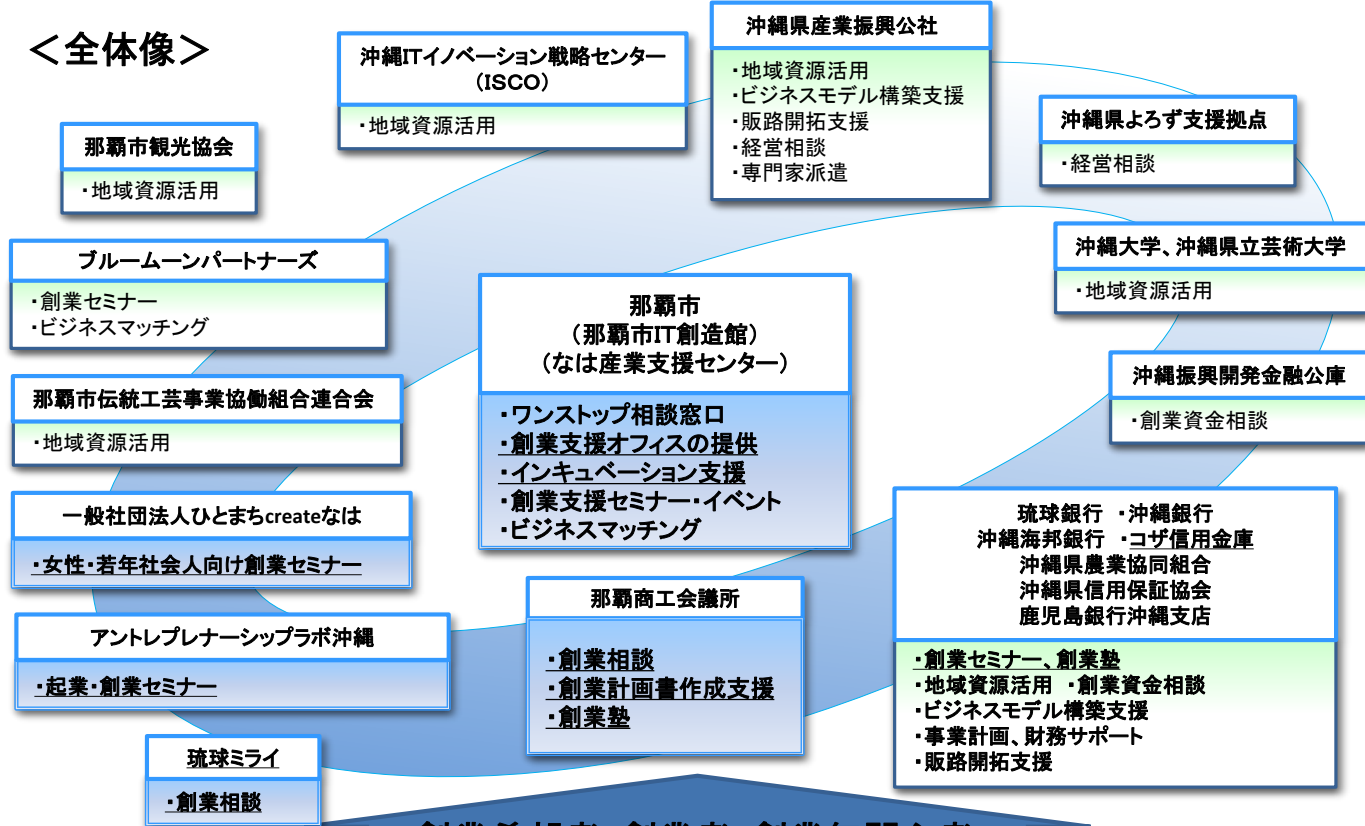 <全体像>
沖縄ITイノベーション戦略センター
(ISCO)
・地域資源活用
沖縄県産業振興公社
・地域資源活用
・ビジネスモデル構築支援
・販路開拓支援
・経営相談
・専門家派遣
沖縄県よろず支援拠点
・経営相談
那覇市観光協会
・地域資源活用
沖縄大学、沖縄県立芸術大学
・地域資源活用
ブルームーンパートナーズ
・創業セミナー
・ビジネスマッチング
那覇市
(那覇市IT創造館)
(なは産業支援センター)
・ワンストップ相談窓口
・創業支援オフィスの提供
・インキュベーション支援
・創業支援セミナー・イベント
・ビジネスマッチング
沖縄振興開発金融公庫
・創業資金相談
那覇市伝統工芸事業協働組合連合会
・地域資源活用
一般社団法人ひとまちcreateなは
・女性・若年社会人向け創業セミナー
琉球銀行 ・沖縄銀行
沖縄海邦銀行 ・コザ信用金庫
沖縄県農業協同組合
沖縄県信用保証協会
鹿児島銀行沖縄支店
・創業セミナー、創業塾
・地域資源活用 ・創業資金相談
・ビジネスモデル構築支援
・事業計画、財務サポート
・販路開拓支援
那覇商工会議所
・創業相談
・創業計画書作成支援
・創業塾
アントレプレナーシップラボ沖縄
・起業・創業セミナー
琉球ミライ
・創業相談